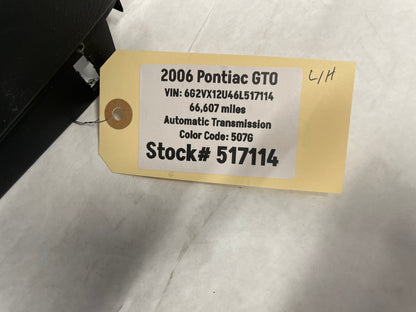 2006 Pontiac GTO
VIN: 6G2VX12U46L517114
66,607 miles
Automatic Transmission
Color Code: 507G
Stock# 517114
L/H